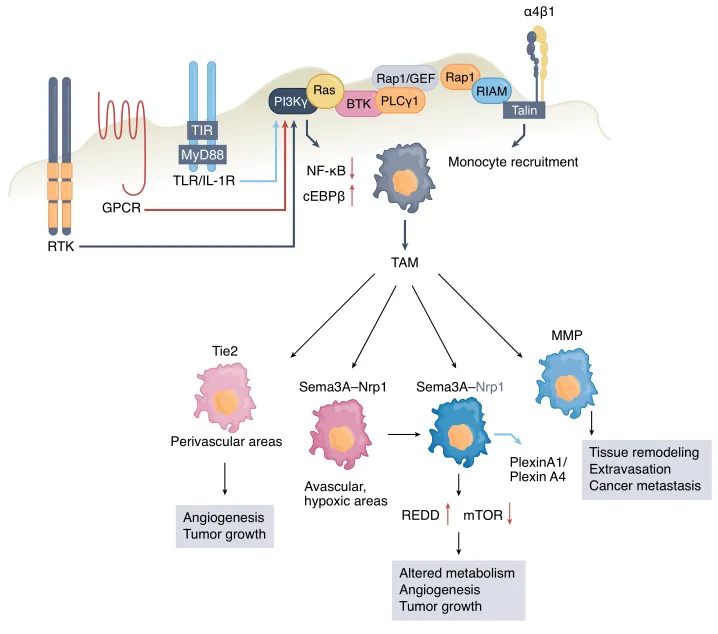 α4β1
Rap1/GEF
Rap1
Ras
RIAM
PI3Kγ
BTK
PLCγ1
Talin
TIR
MyD88
TLR/IL-1R
NF-κB
cEBPβ
Monocyte recruitment
GPCR
RTK
TAM
MMP
Tie2
Sema3A–Nrp1
Sema3A–Nrp1
Perivascular areas
PlexinA1/
Plexin A4
Tissue remodeling
Extravasation
Cancer metastasis
Avascular,
hypoxic areas
Angiogenesis
Tumor growth
REDD
mTOR
Altered metabolism
Angiogenesis
Tumor growth